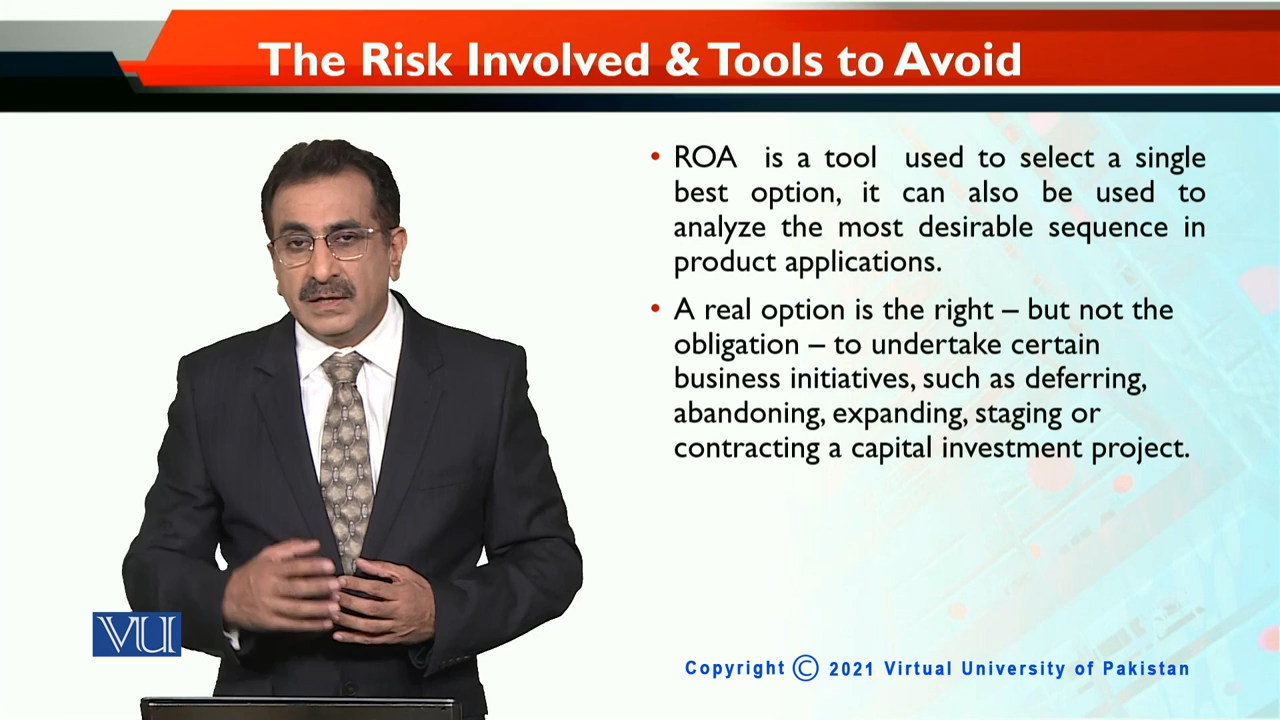 The Risk Involved & Tools to Avoid
• ROA is a tool used to select a single
best option, it can also be used to
analyze the most desirable sequence in
product applications.
• A real option is the right – but not the
obligation – to undertake certain
business initiatives, such as deferring,
abandoning, expanding, staging or
contracting a capital investment project.
VU
Copyright © 2021 Virtual University of Pakistan